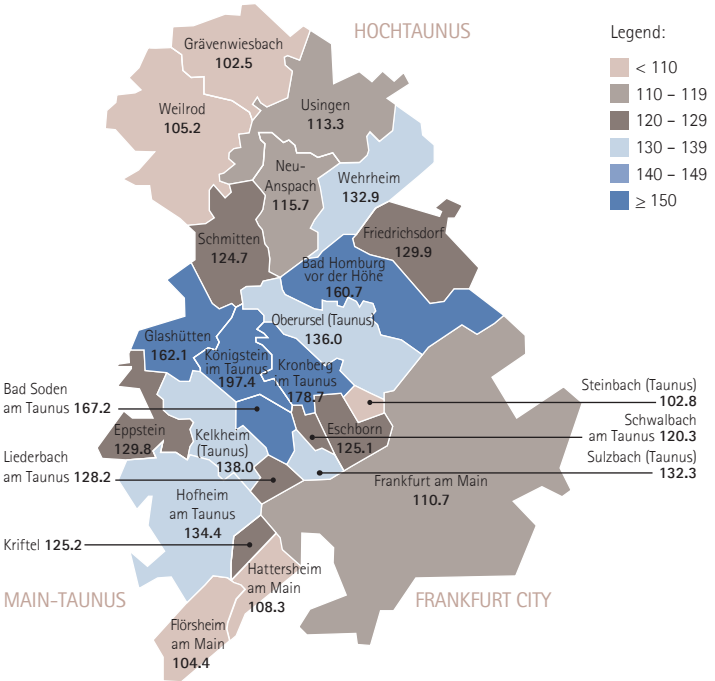 HOCHTAUNUS
Legend:
< 110
110 – 119
120 – 129
130 – 139
140 – 149
≥ 150
Grävenwiesbach
102.5
Weilrod
105.2
Usingen
113.3
Neu-
Anspach
115.7
Wehrheim
132.9
Schmitten
124.7
Friedrichsdorf
129.9
Bad Homburg
vor der Höhe
160.7
Oberursel (Taunus)
136.0
Glashütten
162.1
Königstein
im Taunus
197.4
Kronberg
im Taunus
178.7
Bad Soden
am Taunus 167.2
Steinbach (Taunus)
102.8
Eppstein
129.8
Kelkheim
(Taunus)
138.0
Eschborn
125.1
Schwalbach
am Taunus 120.3
Liederbach
am Taunus 128.2
Sulzbach (Taunus)
132.3
Hofheim
am Taunus
134.4
Frankfurt am Main
110.7
Kriftel 125.2
Hattersheim
am Main
108.3
MAIN-TAUNUS
FRANKFURT CITY
Flörsheim
am Main
104.4